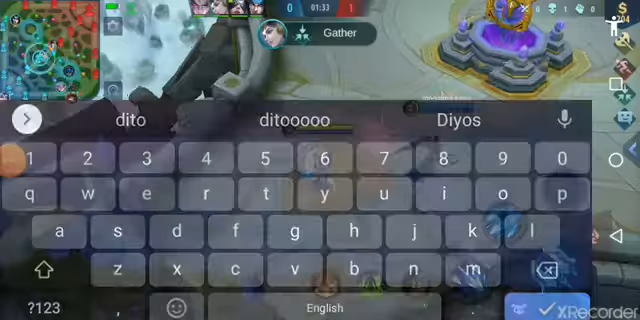 0 01:33 1
Gather
dito ditooooo Diyos
1 2 3 4 5 6 7 8 9 0
q w e r t y u i o p
a s d f g h j k l
z x c v b n m
?123 , English .
XRecorder